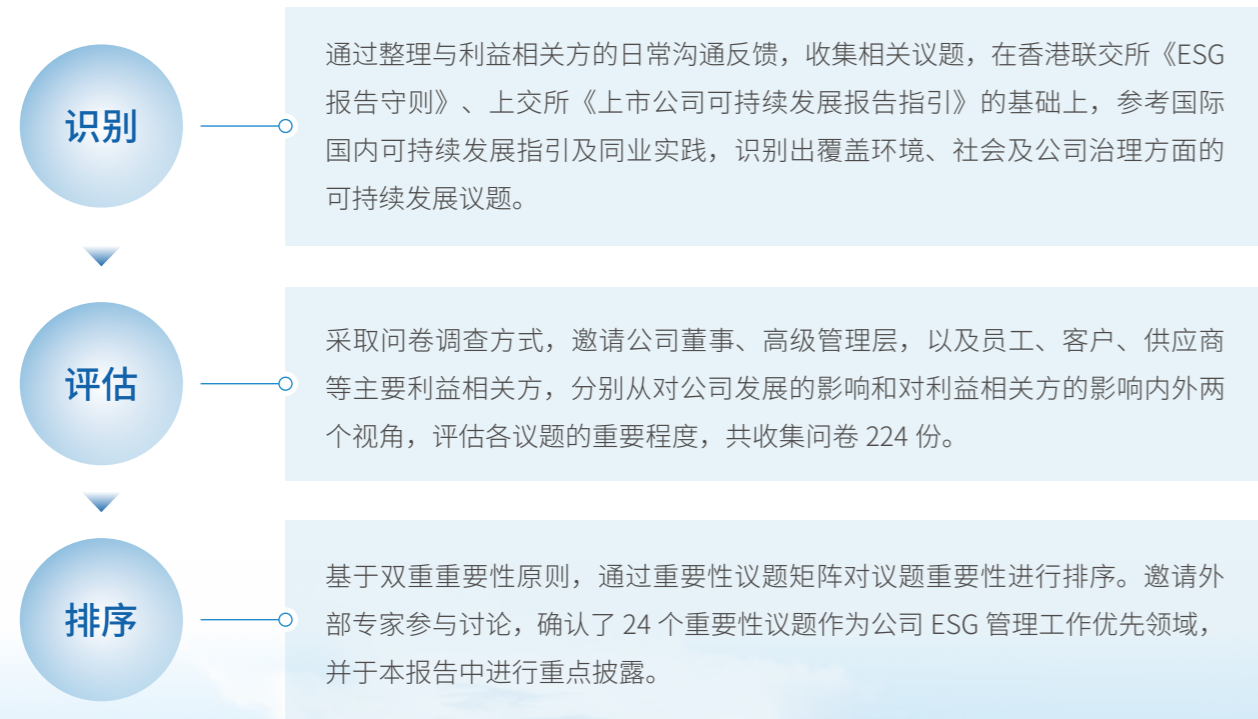 识别
通过整理与利益相关方的日常沟通反馈，收集相关议题，在香港联交所《ESG
报告守则》、上交所《上市公司可持续发展报告指引》的基础上，参考国际
国内可持续发展指引及同业实践，识别出覆盖环境、社会及公司治理方面的
可持续发展议题。
评估
采取问卷调查方式，邀请公司董事、高级管理层，以及员工、客户、供应商
等主要利益相关方，分别从对公司发展的影响和对利益相关方的影响内外两
个视角，评估各议题的重要程度，共收集问卷 224 份。
排序
基于双重重要性原则，通过重要性议题矩阵对议题重要性进行排序。邀请外
部专家参与讨论，确认了 24 个重要性议题作为公司 ESG 管理工作优先领域，
并于本报告中进行重点披露。